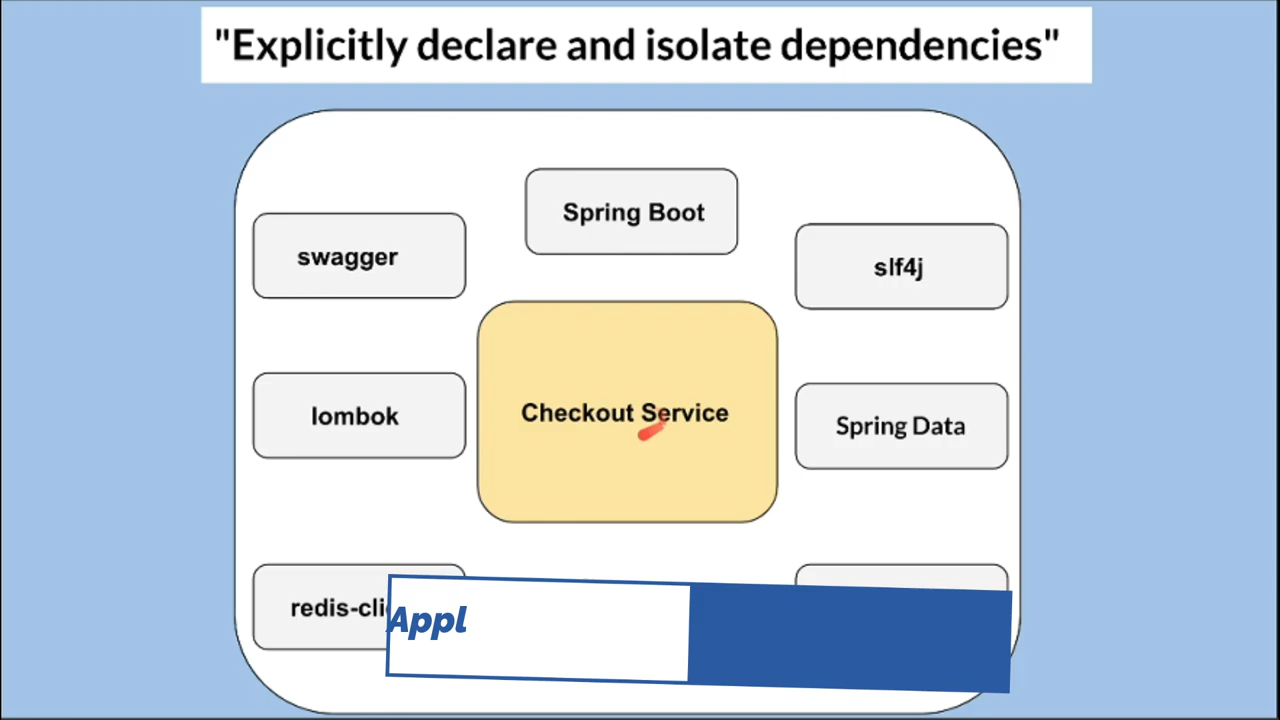 "Explicitly declare and isolate dependencies"
Spring Boot
swagger
slf4j
Checkout Service
lombok
Spring Data
Appl